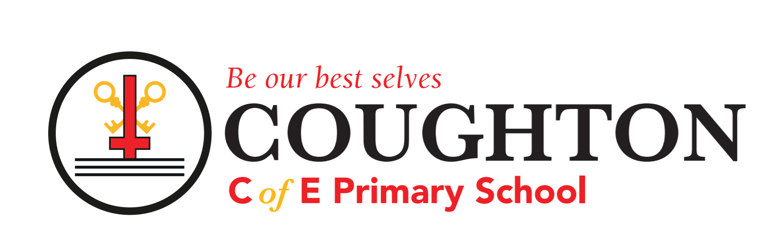 Be our best selves
COUGHTON
C of E Primary School